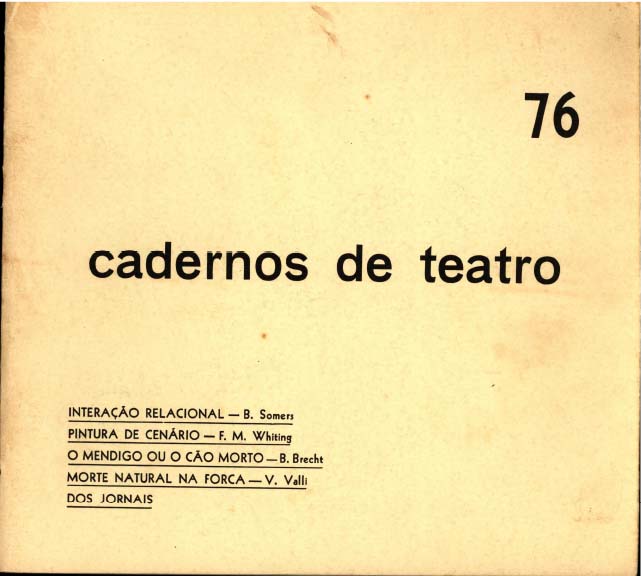 76
cadernos de teatro
INTERAÇÃO RELACIONAL — B. Somers
PINTURA DE CENÁRIO — F. M. Whiting
O MENDIGO OU O CÃO MORTO — B. Brecht
MORTE NATURAL NA FORCA — V. Valli
DOS JORNAIS